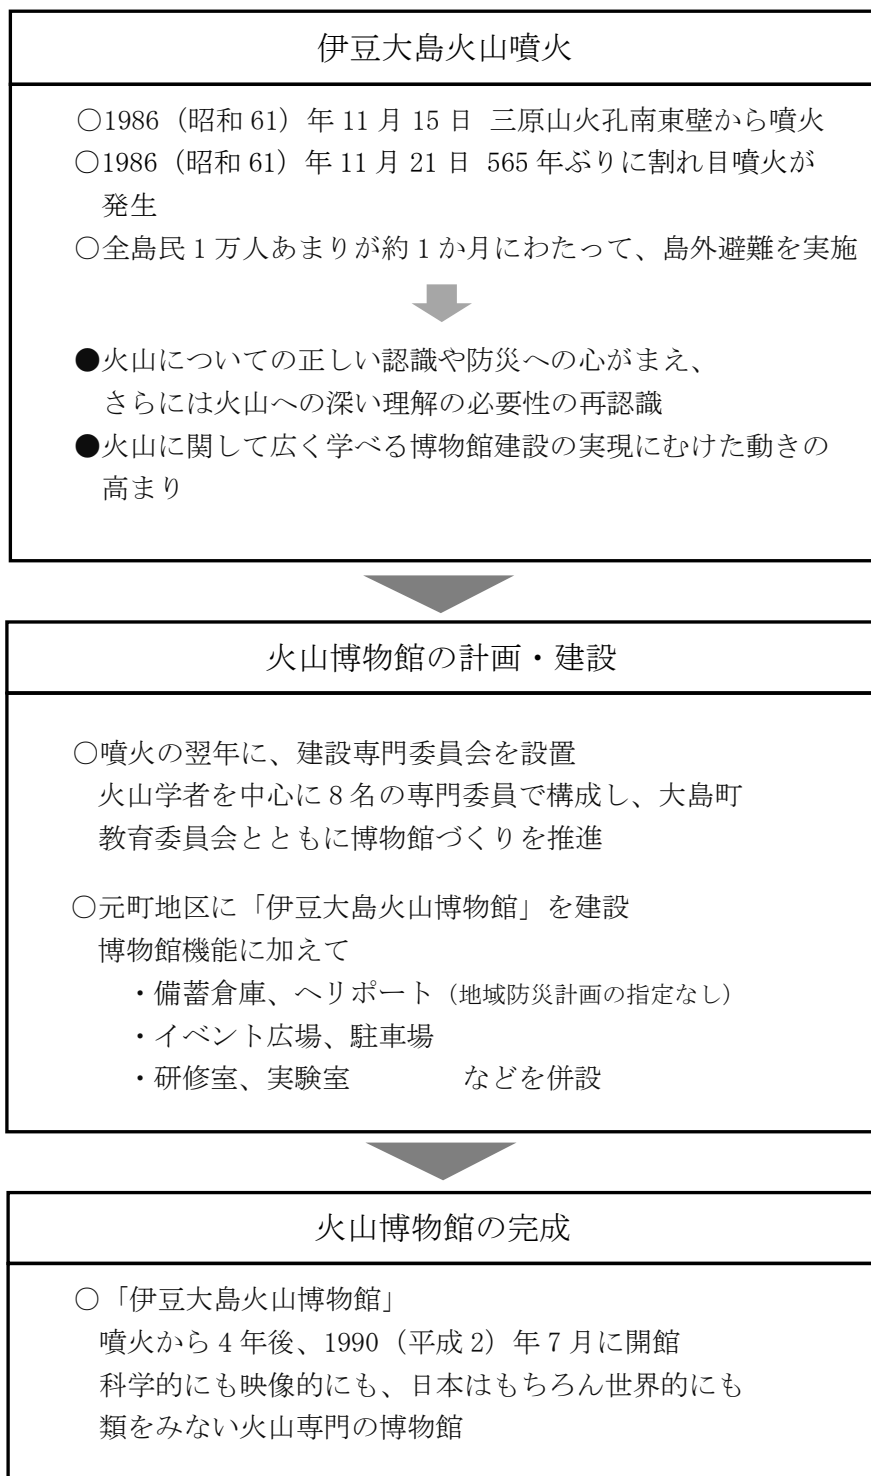 伊豆大島火山噴火
○1986（昭和 61）年 11 月 15 日 三原山火孔南東壁から噴火
○1986（昭和 61）年 11 月 21 日 565 年ぶりに割れ目噴火が
発生
○全島民１万人あまりが約１か月にわたって、島外避難を実施
●火山についての正しい認識や防災への心がまえ、
さらには火山への深い理解の必要性の再認識
●火山に関して広く学べる博物館建設の実現にむけた動きの
高まり
火山博物館の計画・建設
○噴火の翌年に、建設専門委員会を設置
火山学者を中心に８名の専門委員で構成し、大島町
教育委員会とともに博物館づくりを推進
○元町地区に「伊豆大島火山博物館」を建設
博物館機能に加えて
・備蓄倉庫、ヘリポート（地域防災計画の指定なし）
・イベント広場、駐車場
・研修室、実験室 などを併設
火山博物館の完成
○「伊豆大島火山博物館」
噴火から４年後、1990（平成 2）年７月に開館
科学的にも映像的にも、日本はもちろん世界的にも
類をみない火山専門の博物館